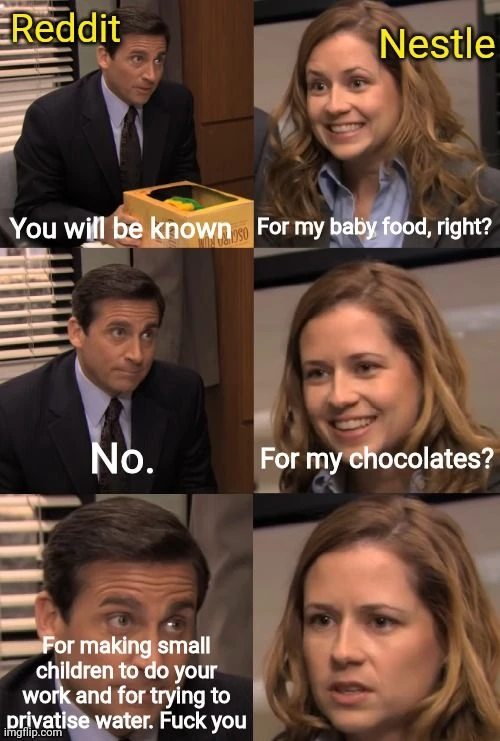 Reddit
Nestle
You will be known
For my baby food, right?
No.
For my chocolates?
For making small
children to do your
work and for trying to
privatise water. Fuck you
imgflip.com